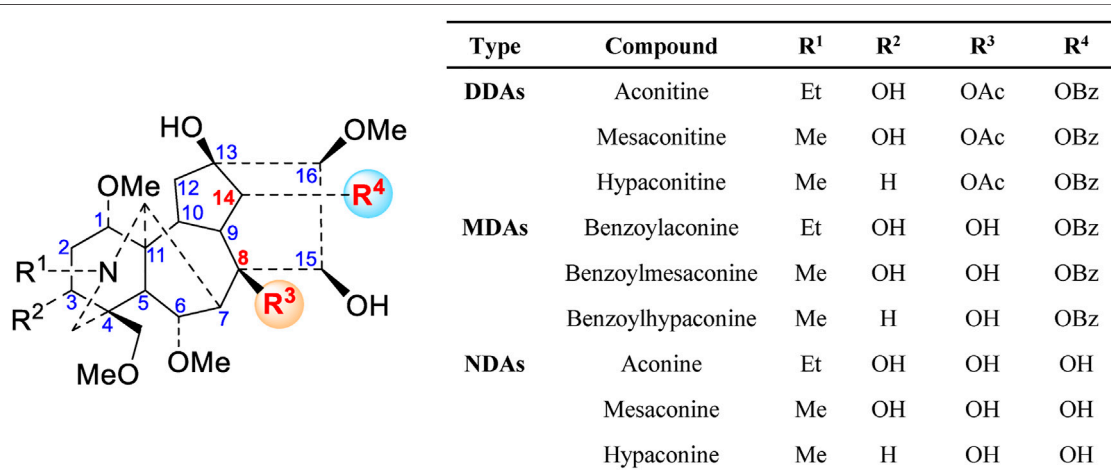 HO
OMe
13
16
12
OMe
14
R⁴
1
10
9
2
11
8
15
R¹
N
R³
OH
3
5
6
7
R²
4
OMe
MeO
Type Compound R¹ R² R³ R⁴
DDAs Aconitine Et OH OAc OBz
Mesaconitine Me OH OAc OBz
Hypaconitine Me H OAc OBz
MDAs Benzoylaconine Et OH OH OBz
Benzoylmesaconine Me OH OH OBz
Benzoylhypaconine Me H OH OBz
NDAs Aconine Et OH OH OH
Mesaconine Me OH OH OH
Hypaconine Me H OH OH